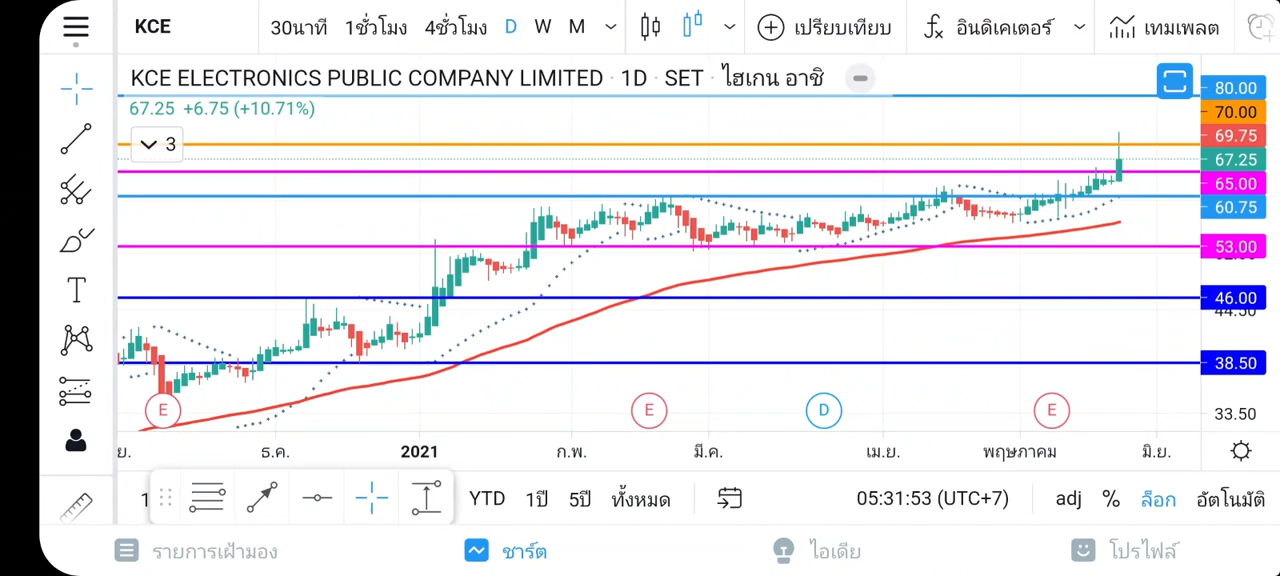 KCE 30นาที 1ชั่วโมง 4ชั่วโมง D W M เปรียบเทียบ fx อินดิเคเตอร์ เทมเพลต
KCE ELECTRONICS PUBLIC COMPANY LIMITED · 1D · SET · ไฮเกน อาชิ
67.25 +6.75 (+10.71%)
3
80.00
70.00
69.75
67.25
65.00
60.75
53.00
46.00
44.50
38.50
33.50
E E D E
ย. ธ.ค. 2021 ก.พ. มี.ค. เม.ย. พฤษภาคม มิ.ย.
T
1 YTD 1ปี 5ปี ทั้งหมด 05:31:53 (UTC+7) adj % ล็อก อัตโนมัติ
รายการเฝ้ามอง ชาร์ต ไอเดีย โปรไฟล์